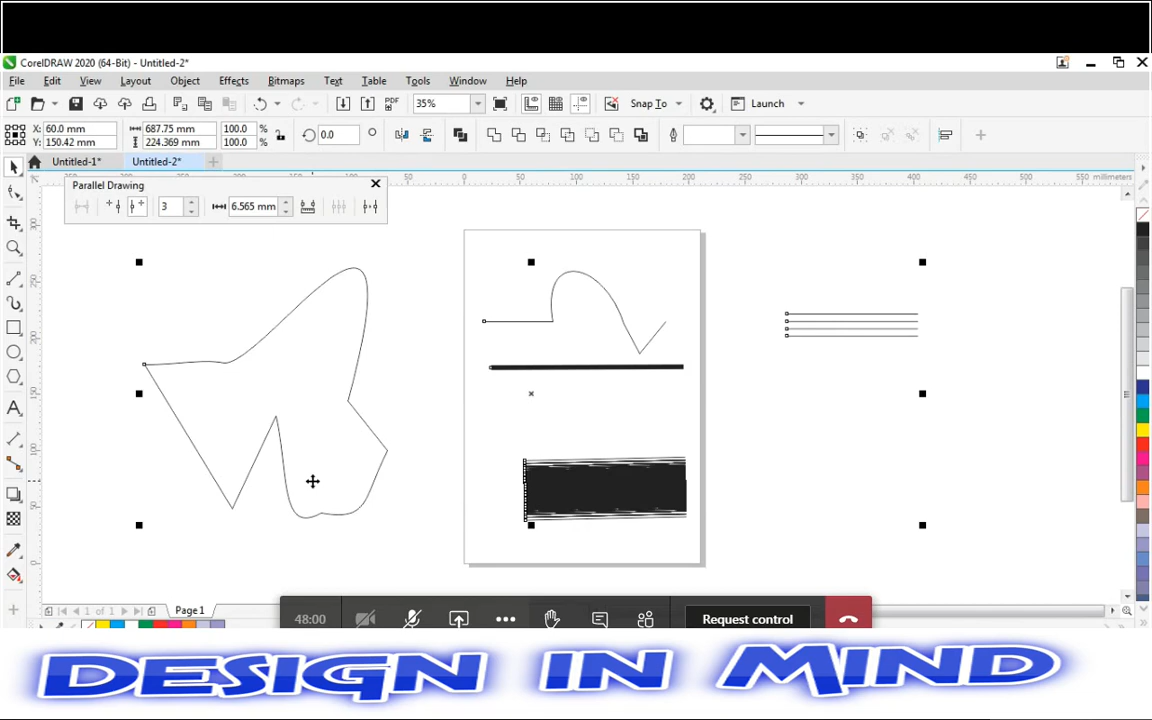 CorelDRAW 2020 (64-Bit) - Untitled-2*
File Edit View Layout Object Effects Bitmaps Text Table Tools Window Help
PDF 35% Snap To Launch
X: 60.0 mm 687.75 mm 100.0 % 0.0
Y: 150.42 mm 224.369 mm 100.0 %
Untitled-1* Untitled-2*
Parallel Drawing
3 6.565 mm
50 0 50 100 150 200 250 300 350 400 450 500 550 millimeters
1 of 1 Page 1
48:00 Request control
DESIGN IN MIND